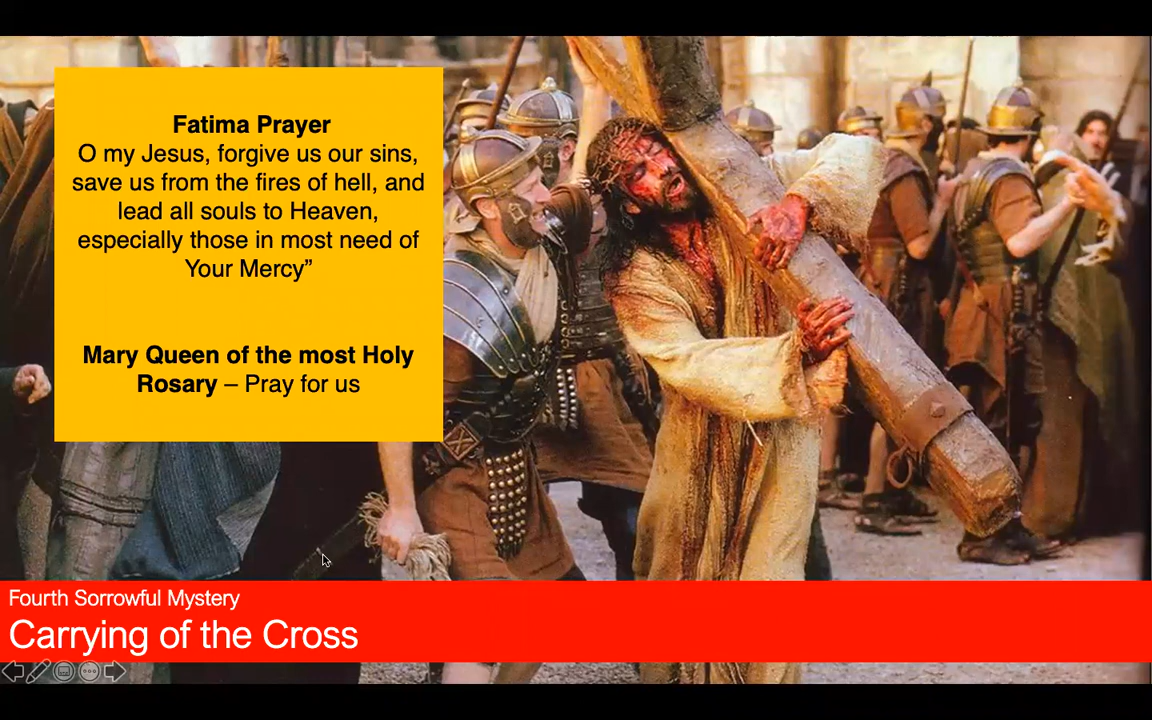 Fatima Prayer
O my Jesus, forgive us our sins,
save us from the fires of hell, and
lead all souls to Heaven,
especially those in most need of
Your Mercy”
Mary Queen of the most Holy
Rosary – Pray for us
Fourth Sorrowful Mystery
Carrying of the Cross